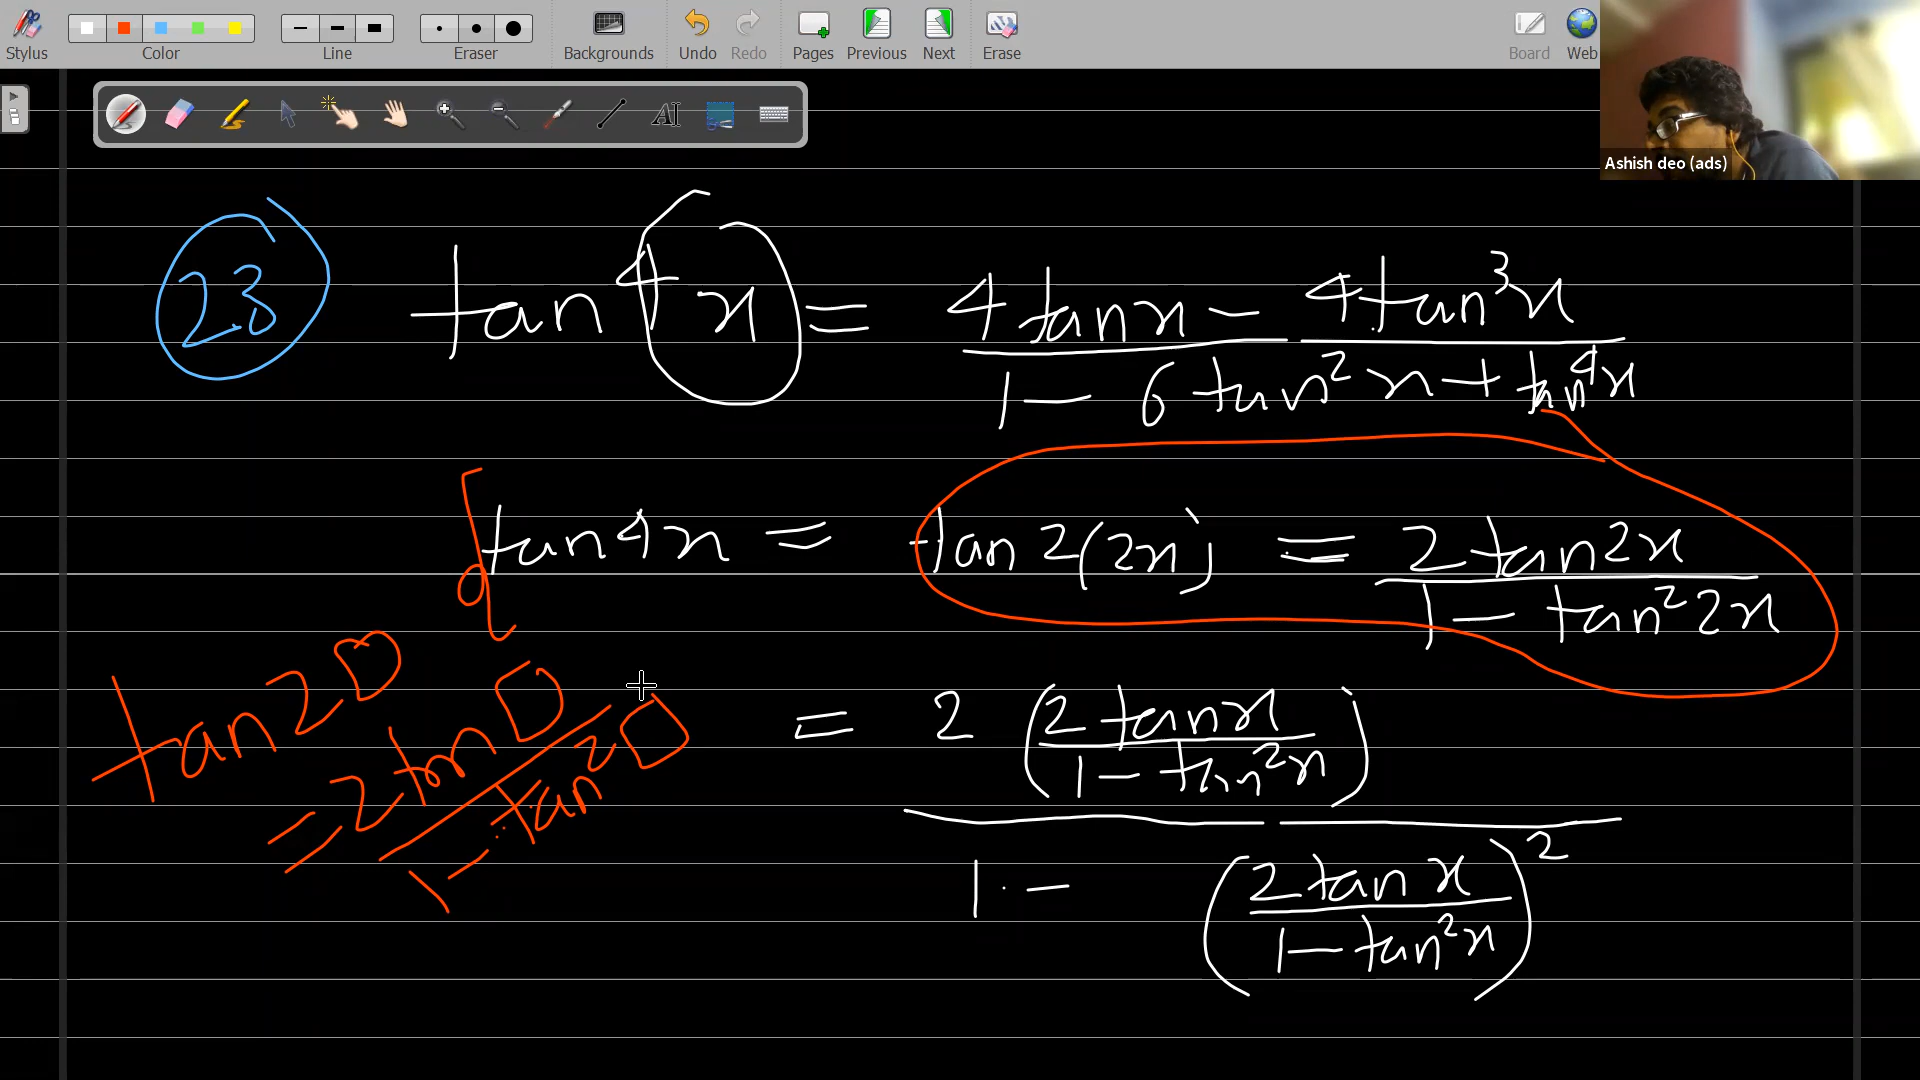 Stylus Color Line Eraser Backgrounds Undo Redo Pages Previous Next Erase Board Web
Ashish deo (ads)
23 tan 4x = 4 tan x - 4 tan³x / 1 - 6 tan²x + tan⁴x
tan 4x = tan 2(2x) = 2 tan 2x / 1 - tan² 2x
tan 2□
= 2 tan □ / 1 - tan² □
= 2 (2 tan x / 1 - tan²x)
1 - (2 tan x / 1 - tan²x)²